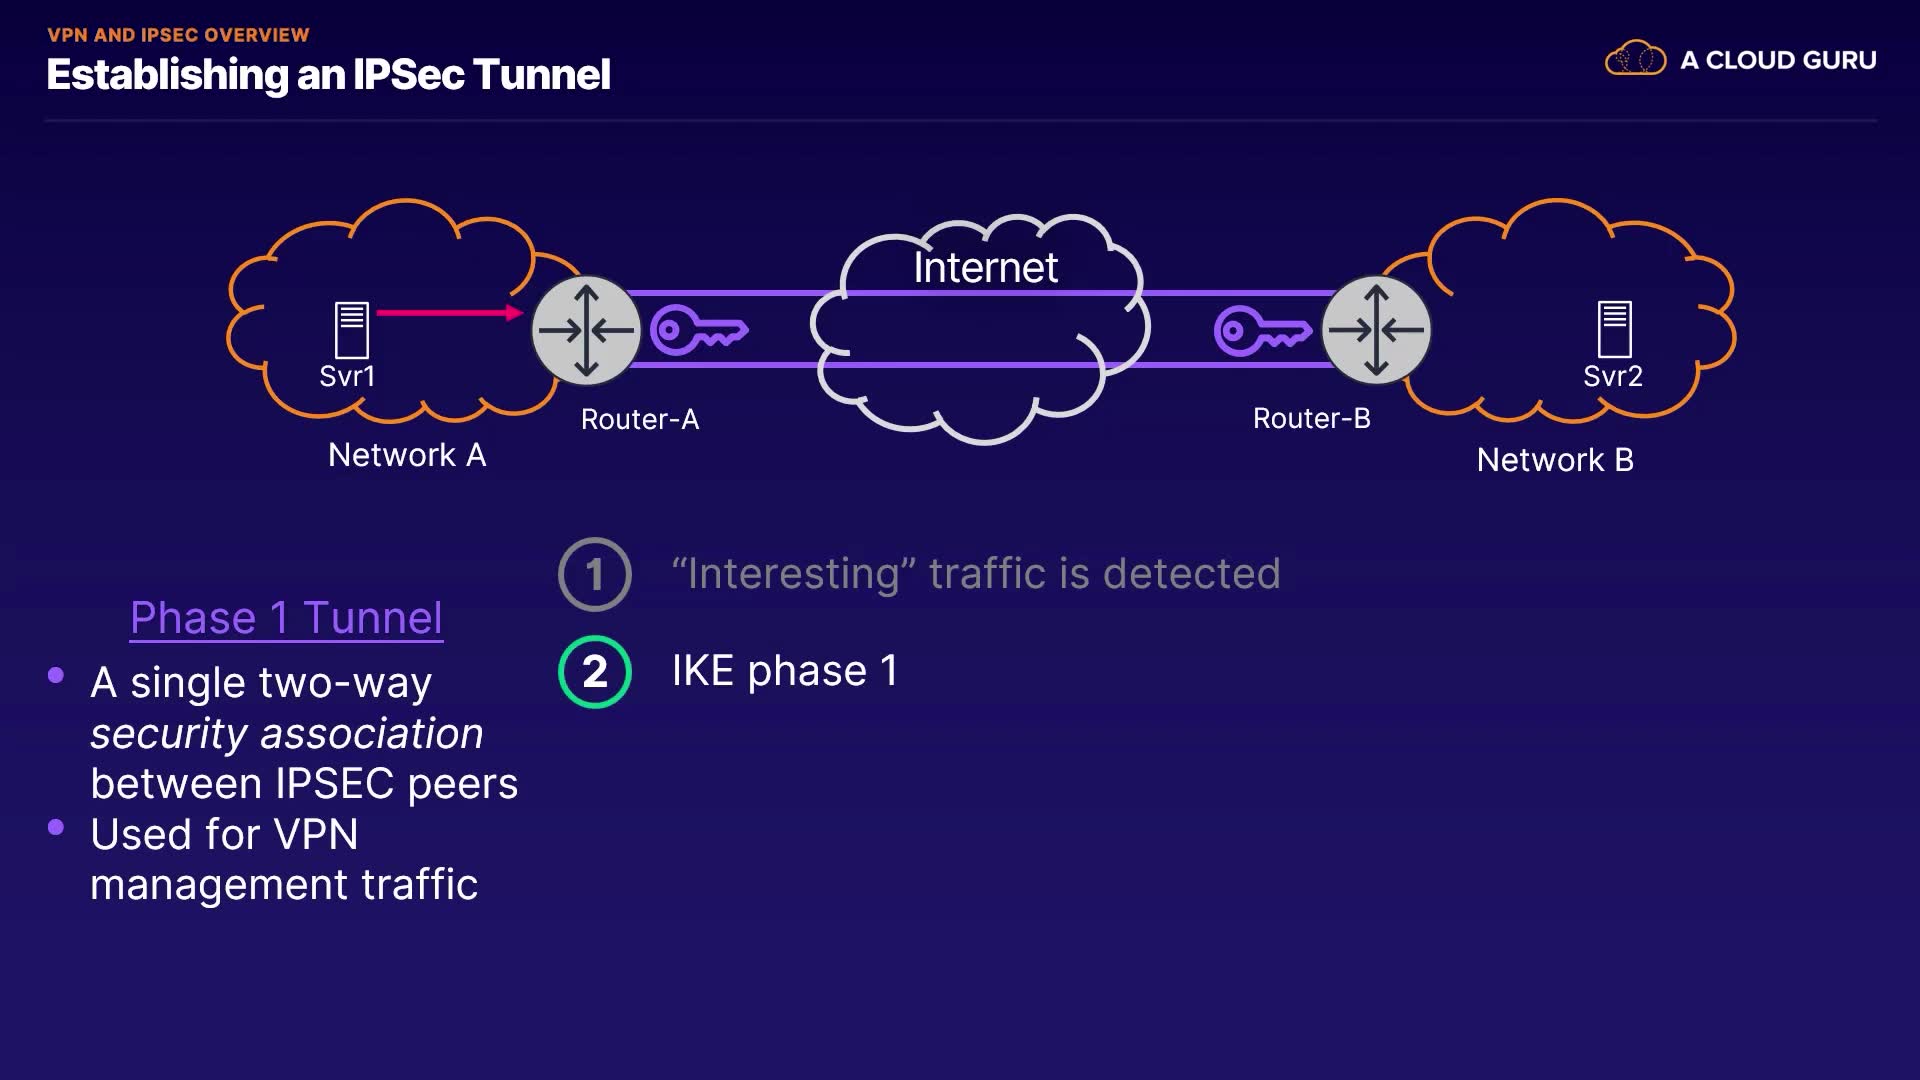 VPN AND IPSEC OVERVIEW
Establishing an IPSec Tunnel
A CLOUD GURU
Internet
Svr1
Svr2
Router-A
Router-B
Network A
Network B
1 “Interesting” traffic is detected
2 IKE phase 1
Phase 1 Tunnel
• A single two-way
security association
between IPSEC peers
• Used for VPN
management traffic